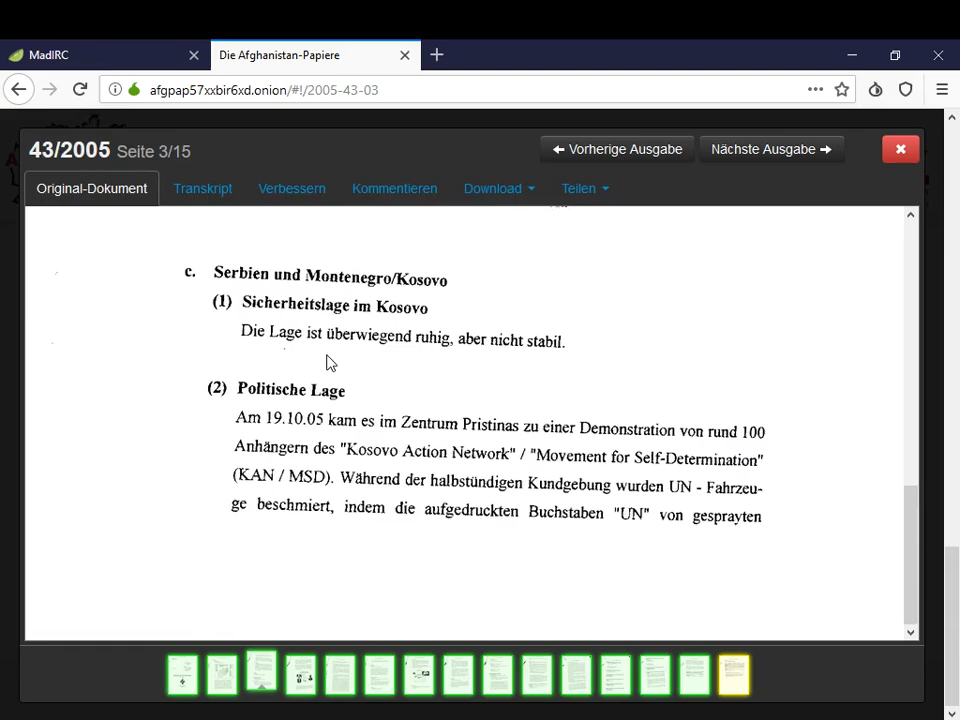 MadIRC
Die Afghanistan-Papiere
afgpap57xxbir6xd.onion/#!/2005-43-03
43/2005 Seite 3/15
Vorherige Ausgabe
Nächste Ausgabe
Original-Dokument
Transkript
Verbessern
Kommentieren
Download
Teilen
c. Serbien und Montenegro/Kosovo
(1) Sicherheitslage im Kosovo
Die Lage ist überwiegend ruhig, aber nicht stabil.
(2) Politische Lage
Am 19.10.05 kam es im Zentrum Pristinas zu einer Demonstration von rund 100
Anhängern des "Kosovo Action Network" / "Movement for Self-Determination"
(KAN / MSD). Während der halbstündigen Kundgebung wurden UN - Fahrzeu-
ge beschmiert, indem die aufgedruckten Buchstaben "UN" von gesprayten